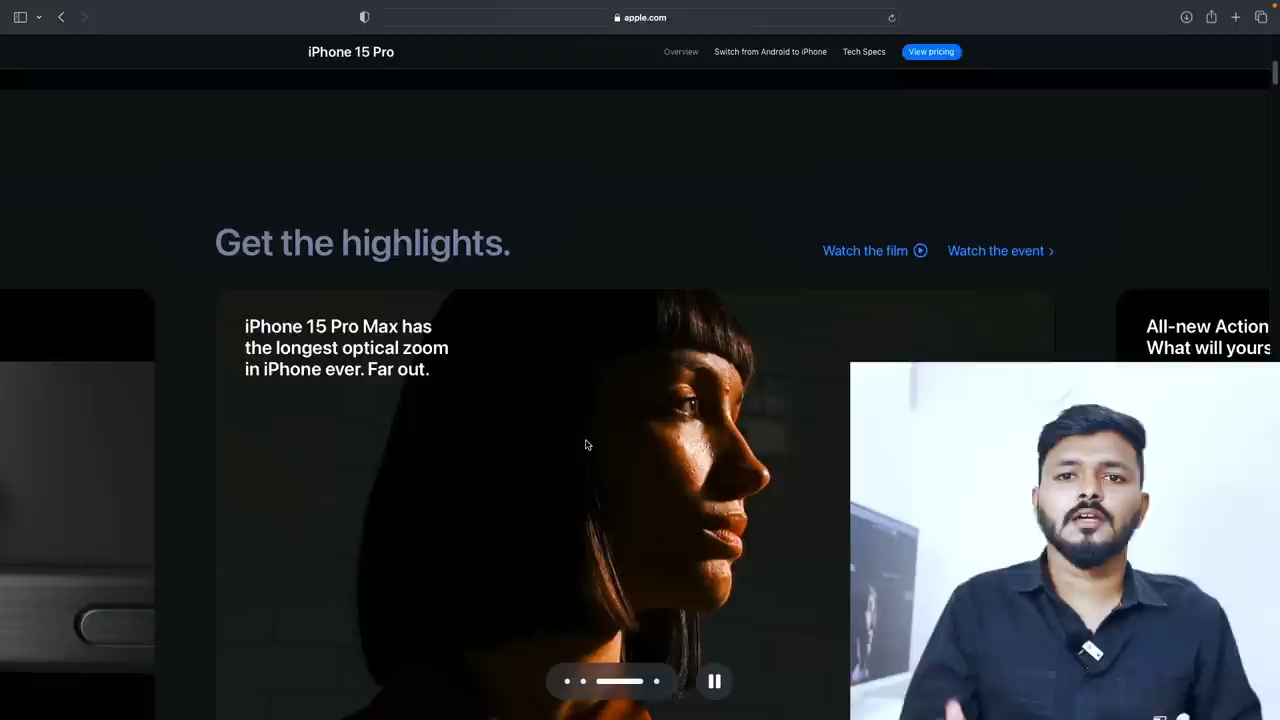 apple.com
iPhone 15 Pro
Overview
Switch from Android to iPhone
Tech Specs
View pricing
Get the highlights.
Watch the film
Watch the event
iPhone 15 Pro Max has
the longest optical zoom
in iPhone ever. Far out.
All-new Action
What will yours